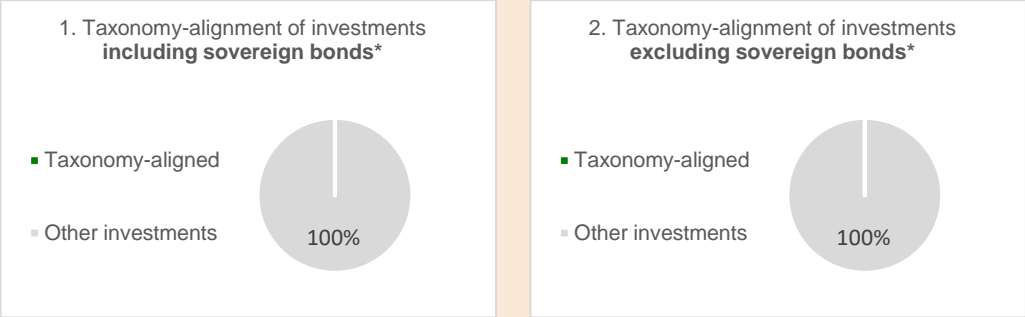 1. Taxonomy-alignment of investments
including sovereign bonds*
Taxonomy-aligned
Other investments
100%
2. Taxonomy-alignment of investments
excluding sovereign bonds*
Taxonomy-aligned
Other investments
100%